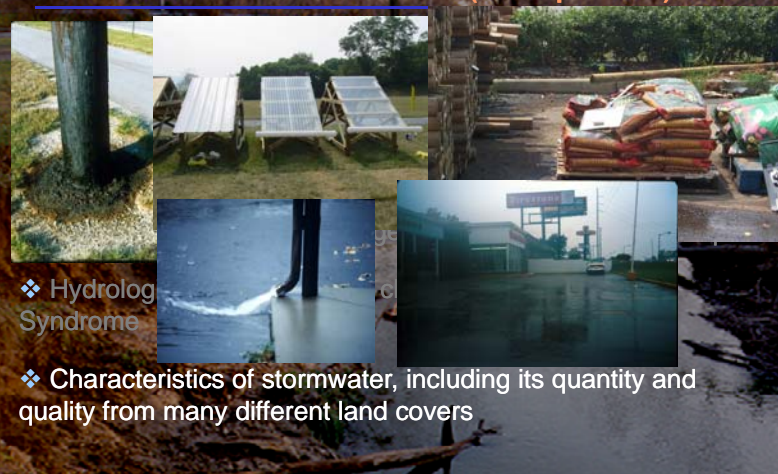 ❖ Hydrolog
Syndrome
❖ Characteristics of stormwater, including its quantity and
quality from many different land covers